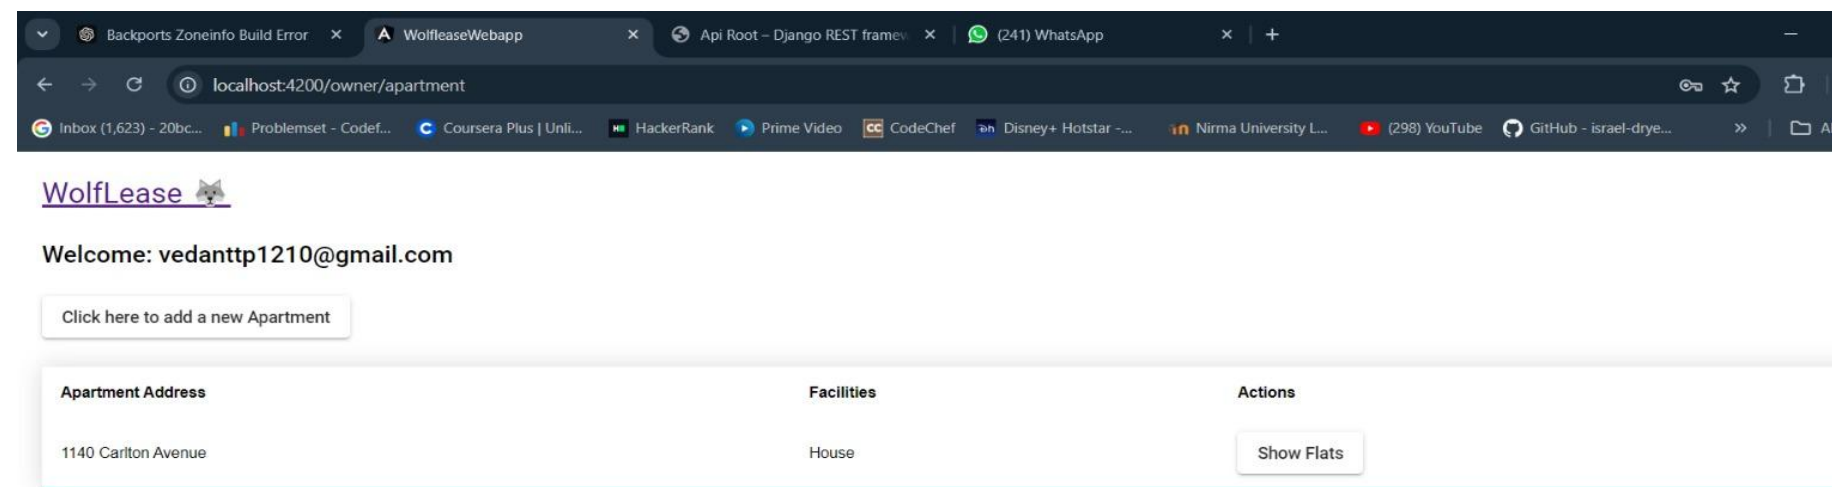 Backports Zoneinfo Build Error
WolfleaseWebapp
Api Root – Django REST framew
(241) WhatsApp
localhost:4200/owner/apartment
Inbox (1,623) - 20bc...
Problemset - Codef...
Coursera Plus | Unli...
HackerRank
Prime Video
CodeChef
Disney+ Hotstar -...
Nirma University L...
(298) YouTube
GitHub - israel-drye...
WolfLease
Welcome: vedanttp1210@gmail.com
Click here to add a new Apartment
Apartment Address Facilities Actions
1140 Carlton Avenue House Show Flats